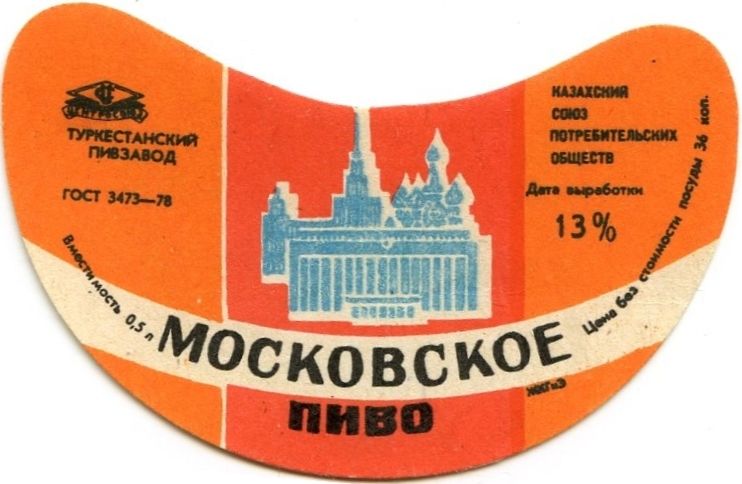 ЦЕНТРОСОЮЗ
ТУРКЕСТАНСКИЙ
ПИВЗАВОД
ГОСТ 3473—78
Вместимость 0,5 л
КАЗАХСКИЙ
СОЮЗ
ПОТРЕБИТЕЛЬСКИХ
ОБЩЕСТВ
Дата выработки
13%
Цена без стоимости посуды 36 коп.
МОСКОВСКОЕ
ПИВО